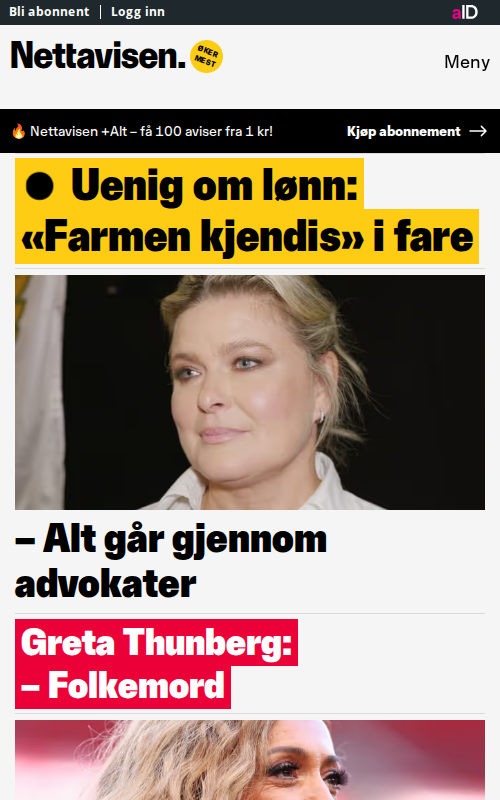 Bli abonnent | Logg inn
aID
Nettavisen.
ØKER
MEST
Meny
🔥 Nettavisen +Alt – få 100 aviser fra 1 kr!
Kjøp abonnement →
● Uenig om lønn:
«Farmen kjendis» i fare
– Alt går gjennom
advokater
Greta Thunberg:
– Folkemord